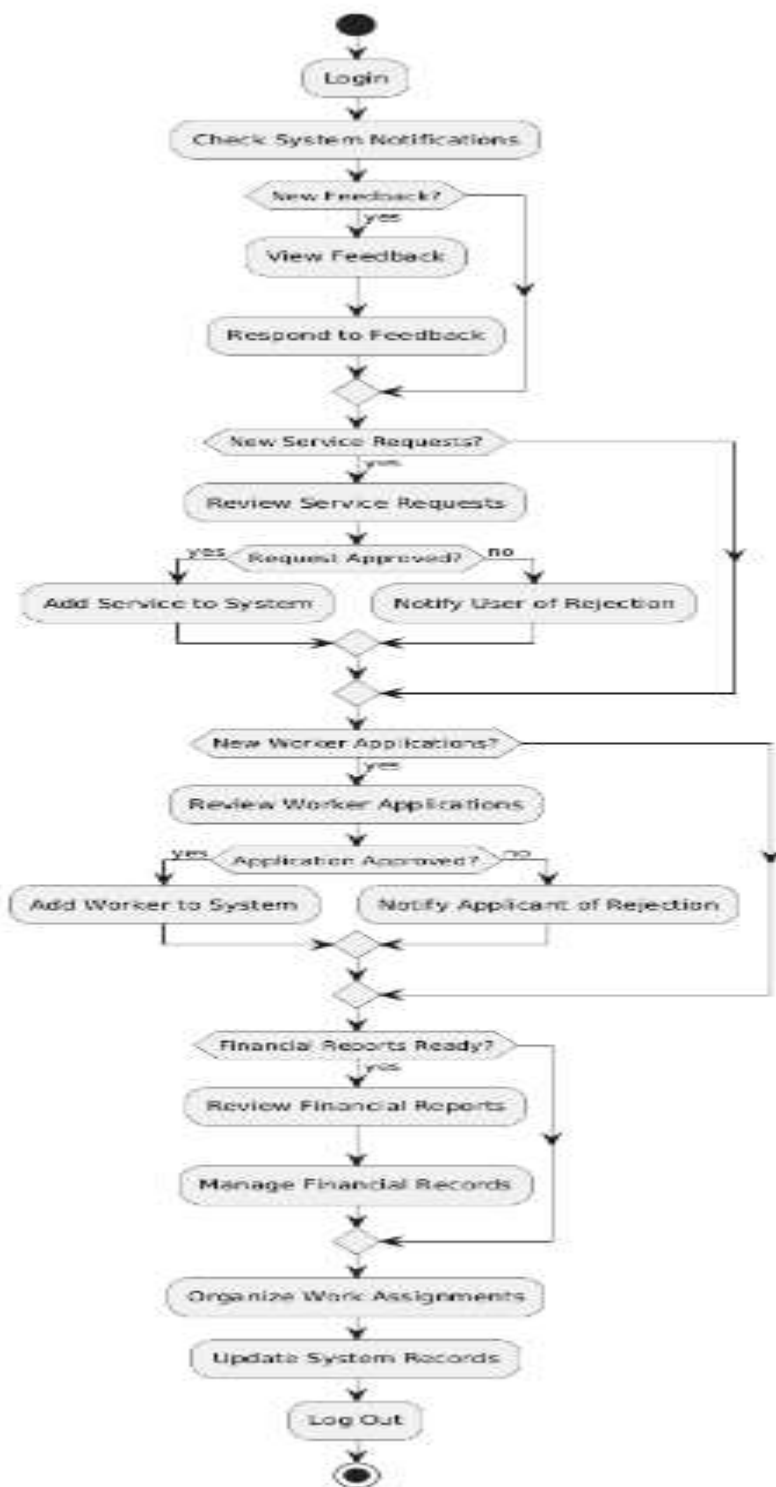 Login
Check System Notifications
New Feedback?
yes
View Feedback
Respond to Feedback
New Service Requests?
yes
Review Service Requests
yes
Request Approved?
no
Add Service to System
Notify User of Rejection
New Worker Applications?
yes
Review Worker Applications
yes
Application Approved?
no
Add Worker to System
Notify Applicant of Rejection
Financial Reports Ready?
yes
Review Financial Reports
Manage Financial Records
Organize Work Assignments
Update System Records
Log Out